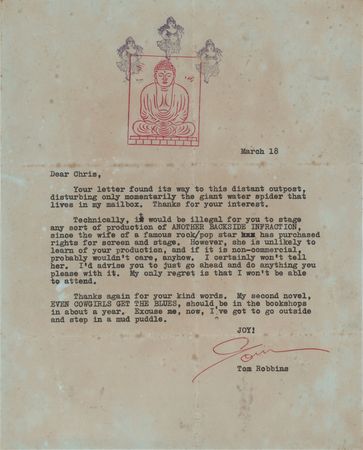 March 18
Dear Chris,
Your letter found its way to this distant outpost,
disturbing only momentarily the giant water spider that
lives in my mailbox. Thanks for your interest.
Technically, it would be illegal for you to stage
any sort of production of ANOTHER BACKSIDE INFRACTION,
since the wife of a famous rock/pop star has purchased
rights for screen and stage. However, she is unlikely to
learn of your production, and if it is non-commercial,
probably wouldn't care, anyhow. I certainly won't tell
her. I'd advise you to just go ahead and do anything you
please with it. My only regret is that I won't be able
to attend.
Thanks again for your kind words. My second novel,
EVEN COWGIRLS GET THE BLUES, should be in the bookshops
in about a year. Excuse me, now, I've got to go outside
and step in a mud puddle.
JOY!
Tom
Tom Robbins